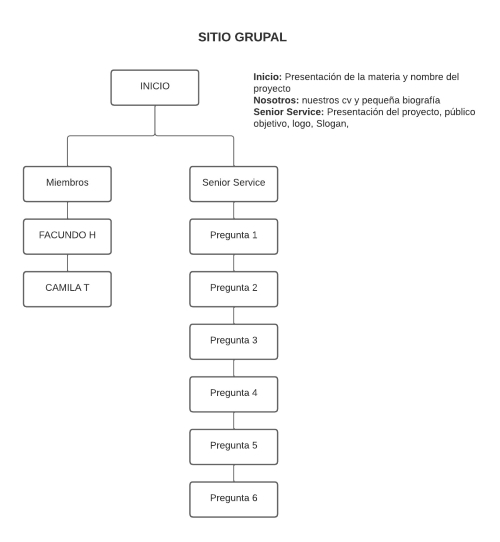 SITIO GRUPAL
INICIO
Inicio: Presentación de la materia y nombre del
proyecto
Nosotros: nuestros cv y pequeña biografía
Senior Service: Presentación del proyecto, público
objetivo, logo, Slogan,
Miembros
Senior Service
FACUNDO H
Pregunta 1
CAMILA T
Pregunta 2
Pregunta 3
Pregunta 4
Pregunta 5
Pregunta 6